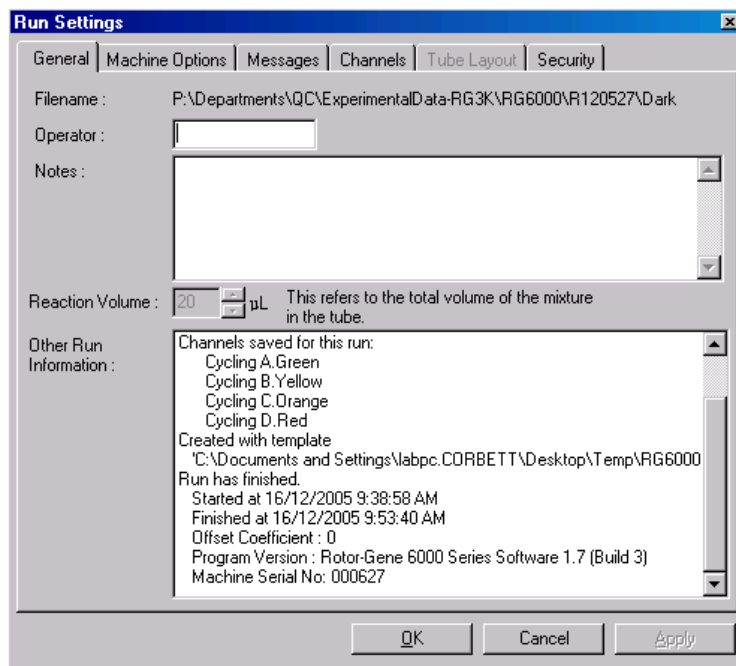 Run Settings
General Machine Options Messages Channels Tube Layout Security
Filename : P:\Departments\QC\ExperimentalData-RG3K\RG6000\R120527\Dark
Operator :
Notes :
Reaction Volume : 20 µL This refers to the total volume of the mixture
in the tube.
Other Run
Information :
Channels saved for this run:
Cycling A.Green
Cycling B.Yellow
Cycling C.Orange
Cycling D.Red
Created with template
'C:\Documents and Settings\labpc.CORBETT\Desktop\Temp\RG6000
Run has finished.
Started at 16/12/2005 9:38:58 AM
Finished at 16/12/2005 9:53:40 AM
Offset Coefficient : 0
Program Version : Rotor-Gene 6000 Series Software 1.7 (Build 3)
Machine Serial No: 000627
OK Cancel Apply